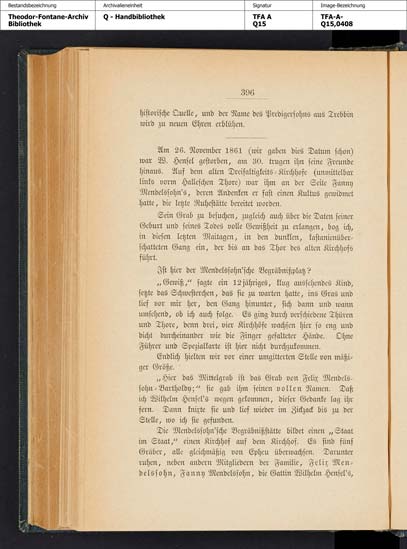 Bestandsbezeichnung
Theodor-Fontane-Archiv
Bibliothek
Archivalieneinheit
Q - Handbibliothek
Signatur
TFA A
Q15
Image-Bezeichnung
TFA-A-
Q15,0408
396
historische Quelle, und der Name des Predigersohns aus Trebbin
wird zu neuen Ehren erblühen.
Am 26. November 1861 (wir gaben dies Datum schon)
war W. Hensel gestorben, am 30. trugen ihn seine Freunde
hinaus. Auf dem alten Dreifaltigkeits-Kirchhofe (unmittelbar
links vorm Halleschen Thore) war ihm an der Seite Fanny
Mendelssohn's, deren Andenken er fast einen Kultus gewidmet
hatte, die letzte Ruhestätte bereitet worden.
Sein Grab zu besuchen, zugleich auch über die Daten seiner
Geburt und seines Todes volle Gewißheit zu erlangen, bog ich,
in diesen letzten Maitagen, in den dunklen, kastanienüber-
schatteten Gang ein, der bis an das Thor des alten Kirchhofs
führt.
Ist hier der Mendelssohn'sche Begräbnißplatz?
„Gewiß,“ sagte ein 12jähriges, klug aussehendes Kind,
setzte das Schwesterchen, das sie zu warten hatte, ins Gras und
lief vor mir her, den Gang hinunter, sich dann und wann
umsehend, ob ich auch folge. Es ging durch verschiedene Thüren
und Thore, denn drei, vier Kirchhöfe wachsen hier so eng und
dicht durcheinander wie die Finger gefalteter Hände. Ohne
Führer und Spezialkarte ist hier nicht durchzukommen.
Endlich hielten wir vor einer umgitterten Stelle von mäßi-
ger Größe.
„Hier das Mittelgrab ist das Grab von Felix Mendels-
sohn-Bartholdy;“ sie gab ihm seinen vollen Namen. Daß
ich Wilhelm Hensel's wegen gekommen, dieser Gedanke lag ihr
fern. Dann knixte sie und lief wieder im Zickzack bis zu der
Stelle, wo ich sie gefunden.
Die Mendelssohn'sche Begräbnißstätte bildet einen „Staat
im Staat,“ einen Kirchhof auf dem Kirchhof. Es sind fünf
Gräber, alle gleichmäßig von Epheu überwachsen. Darunter
ruhen, neben andern Mitgliedern der Familie, Felix Men-
delssohn, Fanny Mendelssohn, die Gattin Wilhelm Hensel's,